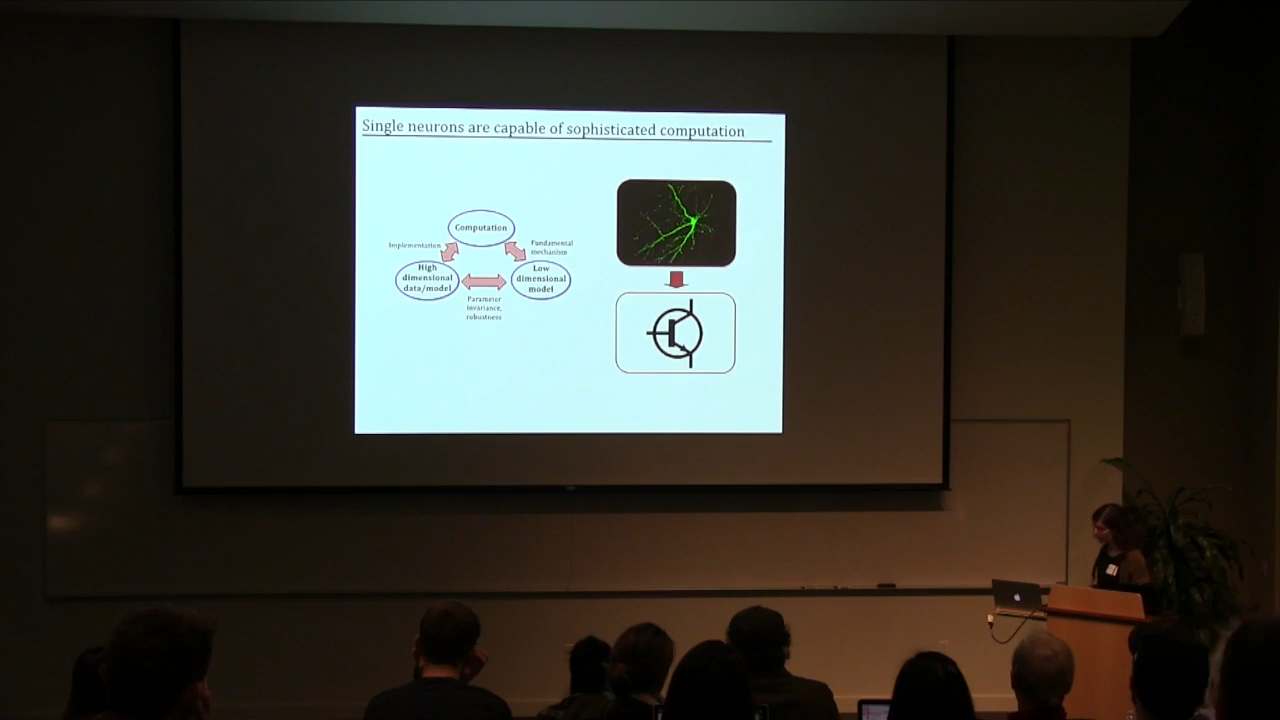 Single neurons are capable of sophisticated computation
Computation
Implementation
Fundamental
mechanism
High
dimensional
data/model
Low
dimensional
model
Parameter
invariance,
robustness